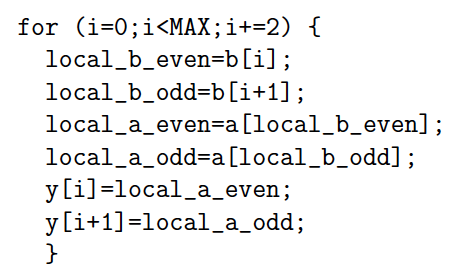 for (i=0;i<MAX;i+=2) {
local_b_even=b[i];
local_b_odd=b[i+1];
local_a_even=a[local_b_even];
local_a_odd=a[local_b_odd];
y[i]=local_a_even;
y[i+1]=local_a_odd;
}